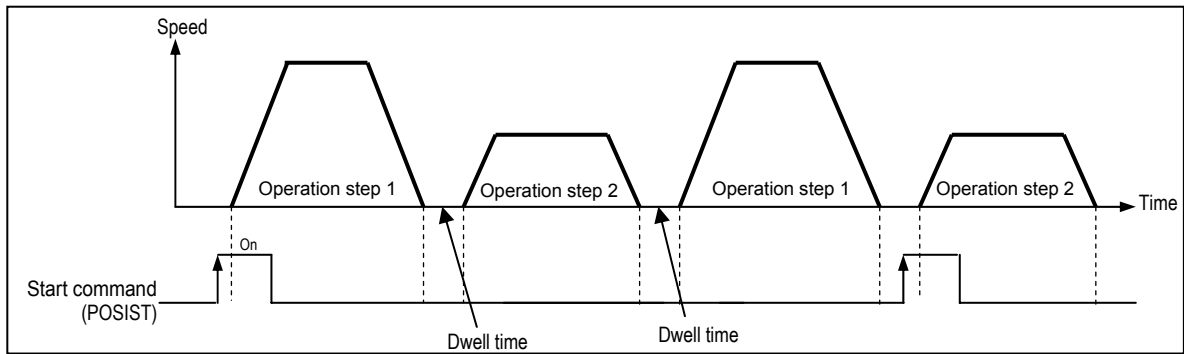 Speed
Operation step 1
Operation step 2
Operation step 1
Operation step 2
Time
On
Start command
(POSIST)
Dwell time
Dwell time